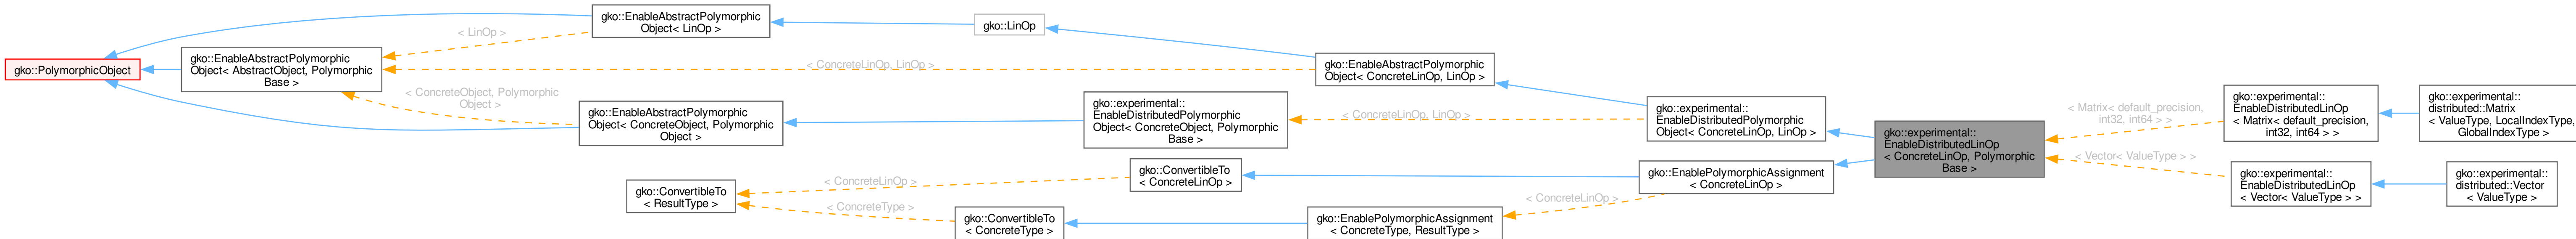 gko::PolymorphicObject
gko::EnableAbstractPolymorphic
Object< AbstractObject, Polymorphic
Base >
< LinOp >
< ConcreteObject, Polymorphic
Object >
gko::EnableAbstractPolymorphic
Object< LinOp >
gko::EnableAbstractPolymorphic
Object< ConcreteObject, Polymorphic
Object >
gko::ConvertibleTo
< ResultType >
< ConcreteLinOp, LinOp >
< ConcreteLinOp >
< ConcreteType >
gko::LinOp
gko::ConvertibleTo
< ConcreteType >
gko::experimental::
EnableDistributedPolymorphic
Object< ConcreteObject, Polymorphic
Base >
gko::ConvertibleTo
< ConcreteLinOp >
gko::EnableAbstractPolymorphic
Object< ConcreteLinOp, LinOp >
< ConcreteLinOp, LinOp >
gko::EnablePolymorphicAssignment
< ConcreteType, ResultType >
< ConcreteLinOp >
gko::experimental::
EnableDistributedPolymorphic
Object< ConcreteLinOp, LinOp >
gko::EnablePolymorphicAssignment
< ConcreteLinOp >
gko::experimental::
EnableDistributedLinOp
< ConcreteLinOp, Polymorphic
Base >
< Matrix< default_precision,
int32, int64 > >
< Vector< ValueType > >
gko::experimental::
EnableDistributedLinOp
< Matrix< default_precision,
int32, int64 > >
gko::experimental::
EnableDistributedLinOp
< Vector< ValueType > >
gko::experimental::
distributed::Matrix
< ValueType, LocalIndexType,
GlobalIndexType >
gko::experimental::
distributed::Vector
< ValueType >